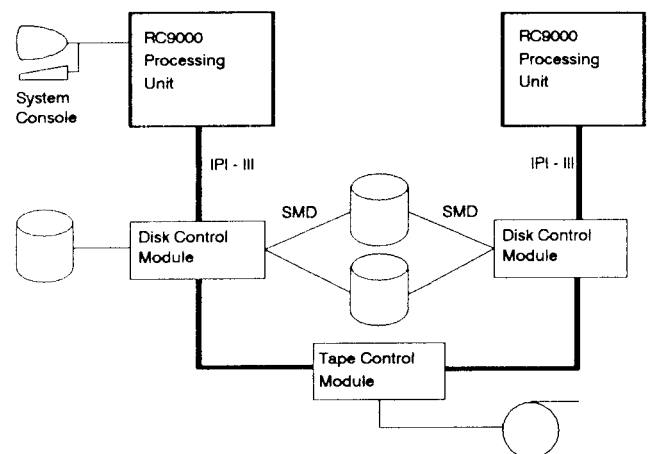 RC9000
Processing
Unit
RC9000
Processing
Unit
System
Console
IPI - III
IPI - III
SMD
SMD
Disk Control
Module
Disk Control
Module
Tape Control
Module